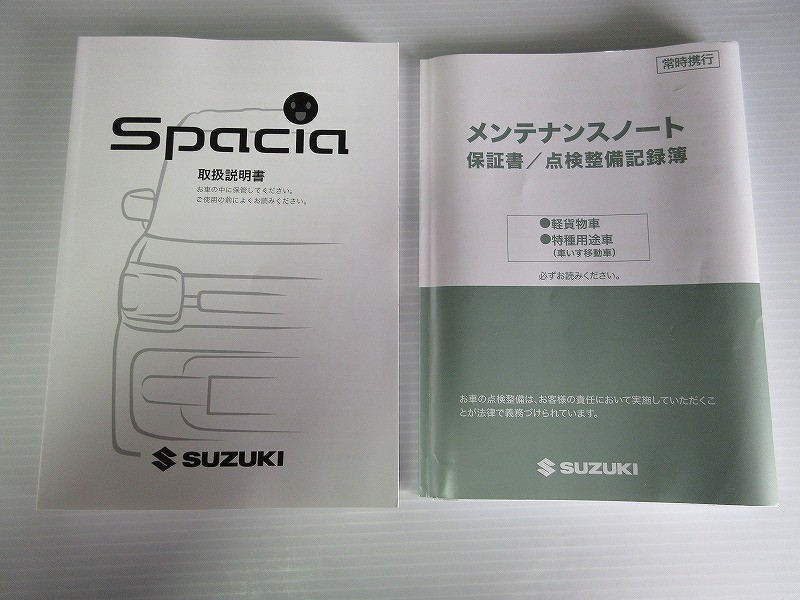 Spacia
取扱説明書
お車の中に保管してください。
ご使用の前によくお読みください。
SUZUKI
常時携行
メンテナンスノート
保証書／点検整備記録簿
●軽貨物車
●特種用途車
(車いす移動車)
必ずお読みください。
お車の点検整備は、お客様の責任において実施していただくこ
とが法律で義務づけられています。
SUZUKI